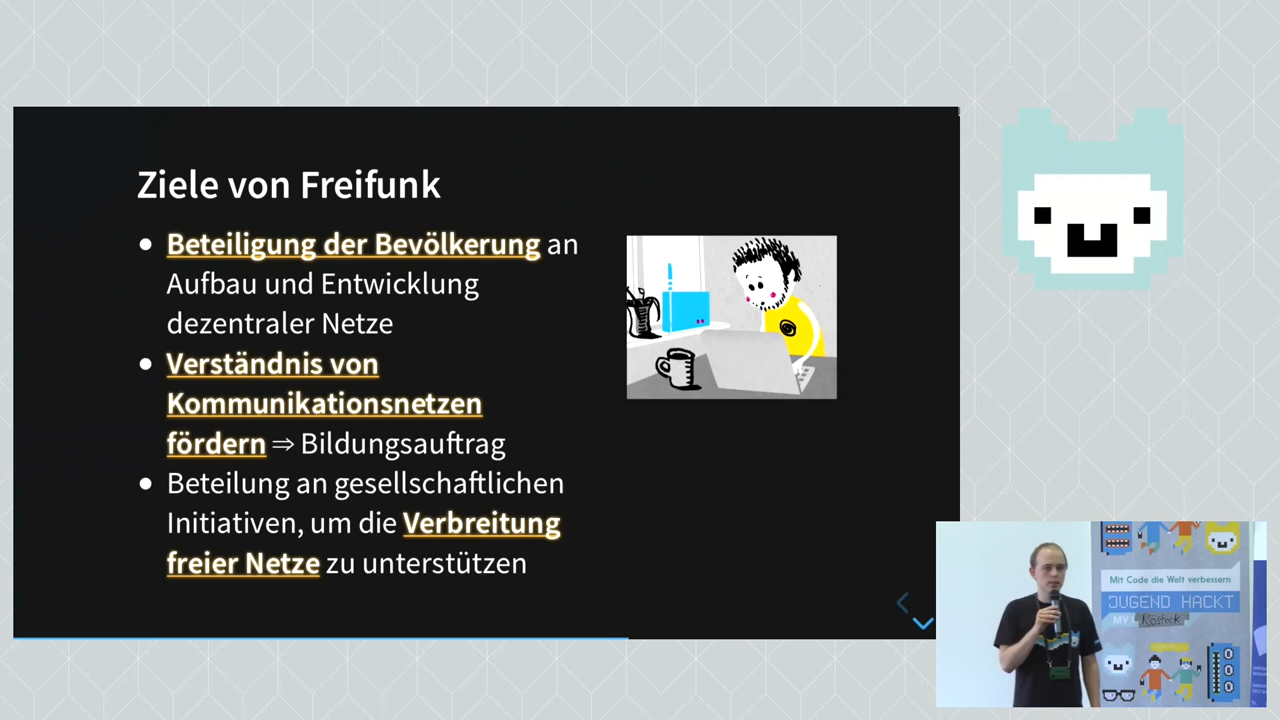 Ziele von Freifunk
Beteiligung der Bevölkerung an
Aufbau und Entwicklung
dezentraler Netze
Verständnis von
Kommunikationsnetzen
fördern ⇒ Bildungsauftrag
Beteilung an gesellschaftlichen
Initiativen, um die Verbreitung
freier Netze zu unterstützen
Mit Code die Welt verbessern
JUGEND HACKT
MV
Rostock